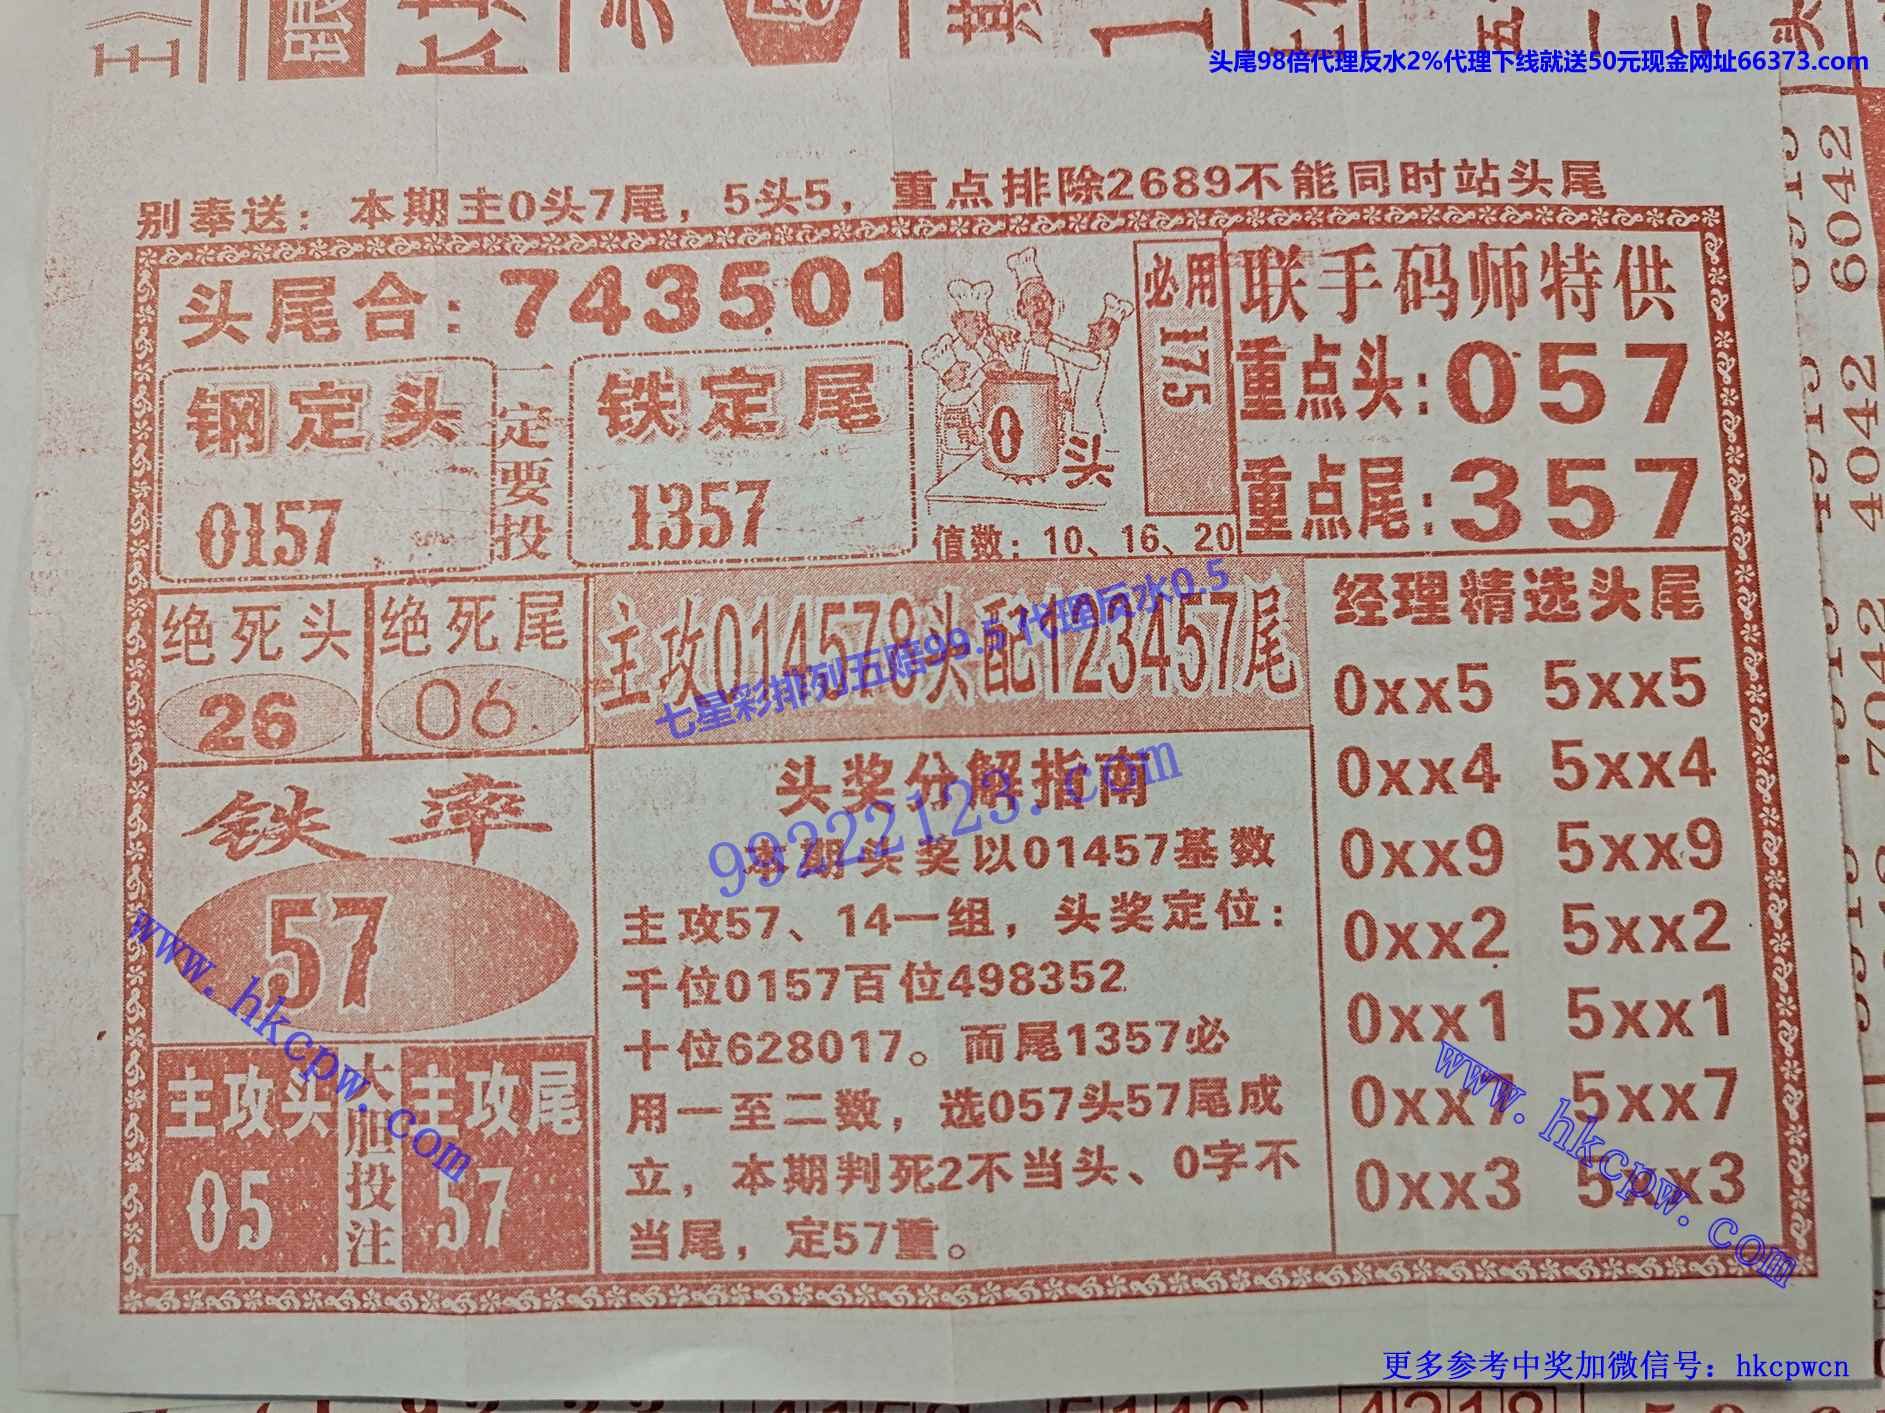 头尾98倍代理反水2%代理下线就送50元现金网址66373.com
别奉送：本期主0头7尾，5头5，重点排除2689不能同时站头尾
头尾合：743501
钢定头
0157
一定要投
铁定尾
1357
0头
值数：10、16、20
必用
175
联手码师特供
重点头：057
重点尾：357
绝死头
26
绝死尾
06.
主攻014578头配123457尾
七星彩排列五赔99.5 代理反水0.5
99222123.com
铁率
57
www.hkcpw.com
主攻头
05
大胆投注
主攻尾
57
头奖分解指南
本期头奖以01457基数
主攻57、14一组，头奖定位：
千位0157百位498352
十位628017。而尾1357必
用一至二数，选057头57尾成
立，本期判死2不当头、0字不
当尾，定57重。
经理精选头尾
0xx5 5xx5
0xx4 5xx4
0xx9 5xx9
0xx2 5xx2
0xx1 5xx1
0xx7 5xx7
0xx3 5xx3
www.hkcpw.com
6042
4042
7042
更多参考中奖加微信号：hkcpwcn